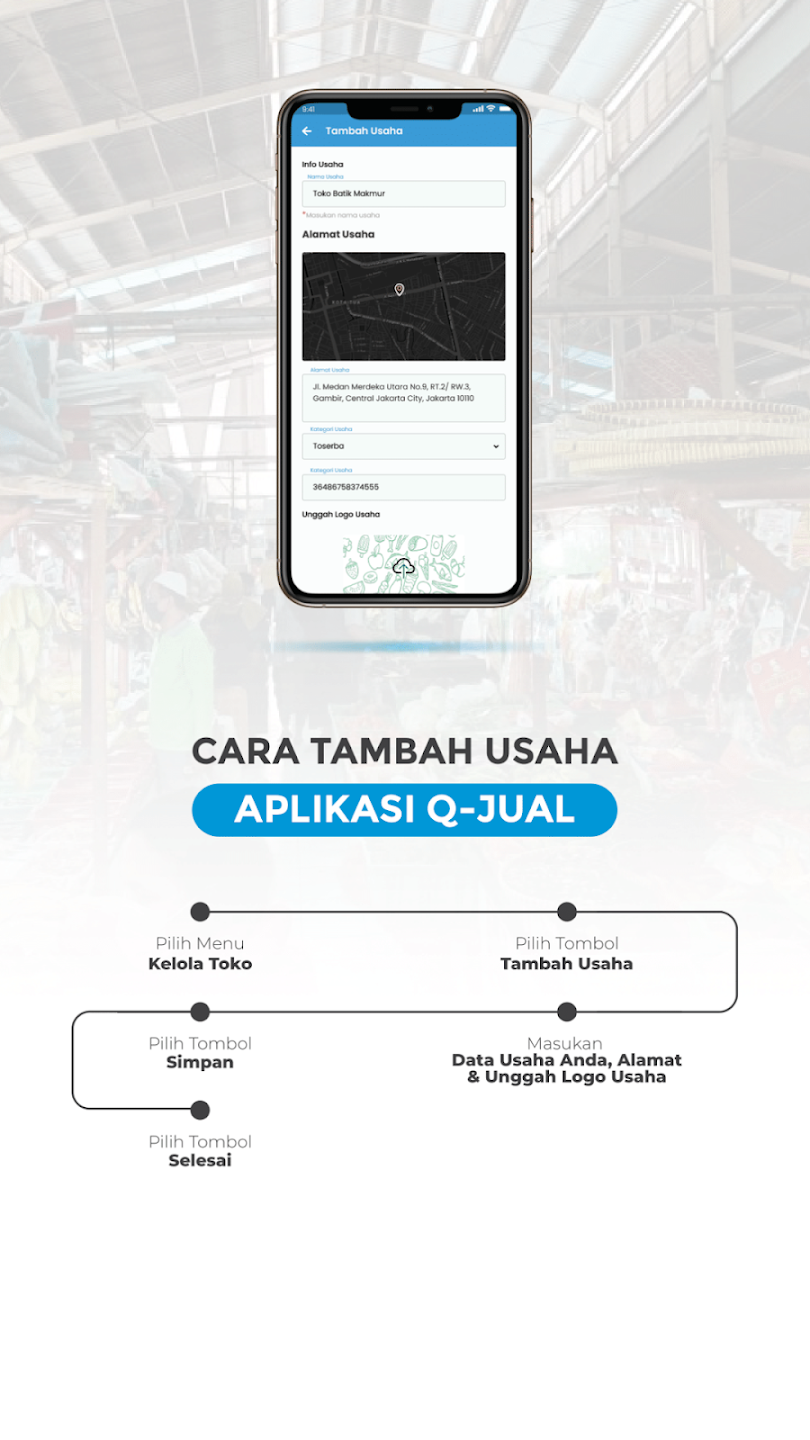 9:41
Tambah Usaha
Info Usaha
Nama Usaha
Toko Batik Makmur
*Masukan nama usaha
Alamat Usaha
Alamat Usaha
Jl. Medan Merdeka Utara No.9, RT.2/ RW.3,
Gambir, Central Jakarta City, Jakarta 10110
Kategori Usaha
Toserba
Kategori Usaha
36486758374555
Unggah Logo Usaha
CARA TAMBAH USAHA
APLIKASI Q-JUAL
Pilih Menu
Kelola Toko
Pilih Tombol
Tambah Usaha
Masukan
Data Usaha Anda, Alamat
& Unggah Logo Usaha
Pilih Tombol
Simpan
Pilih Tombol
Selesai